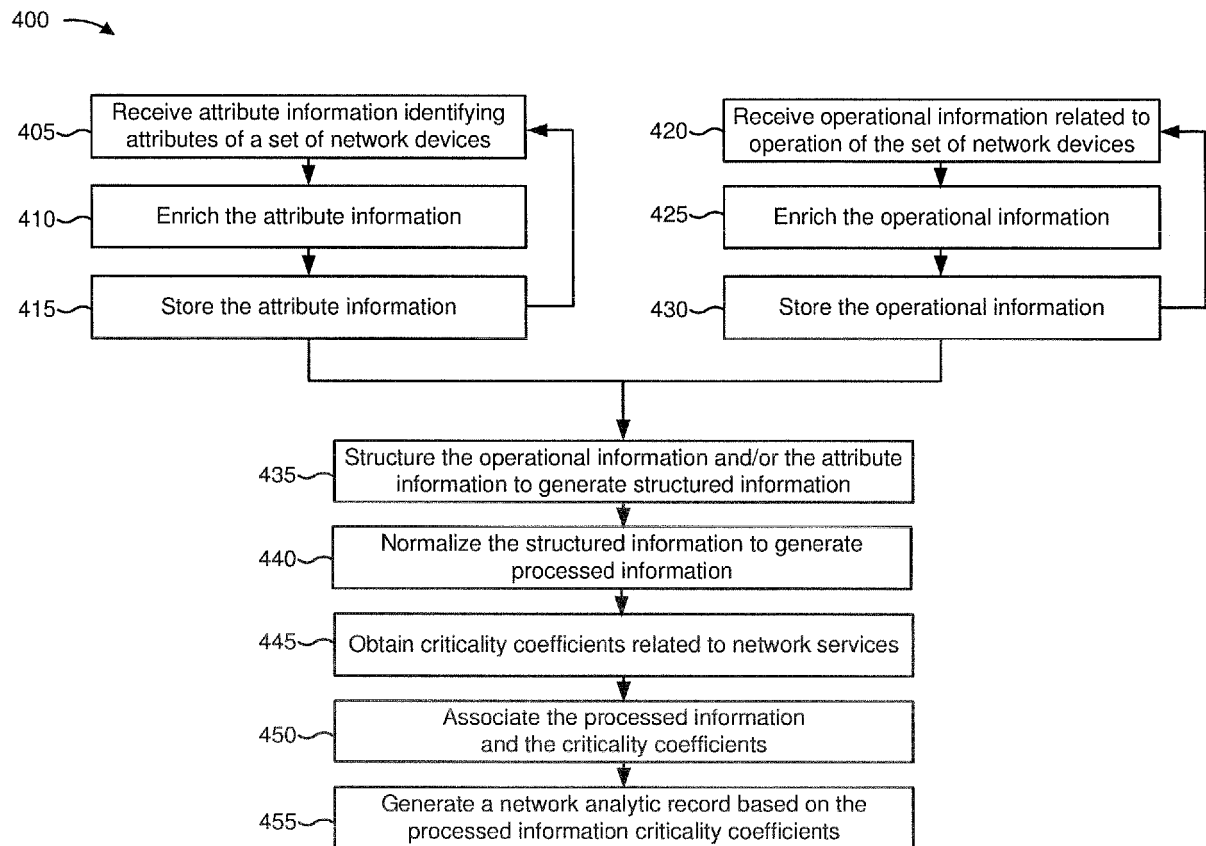 400
405
Receive attribute information identifying
attributes of a set of network devices
410
Enrich the attribute information
415
Store the attribute information
420
Receive operational information related to
operation of the set of network devices
425
Enrich the operational information
430
Store the operational information
435
Structure the operational information and/or the attribute
information to generate structured information
440
Normalize the structured information to generate
processed information
445
Obtain criticality coefficients related to network services
450
Associate the processed information
and the criticality coefficients
455
Generate a network analytic record based on the
processed information criticality coefficients